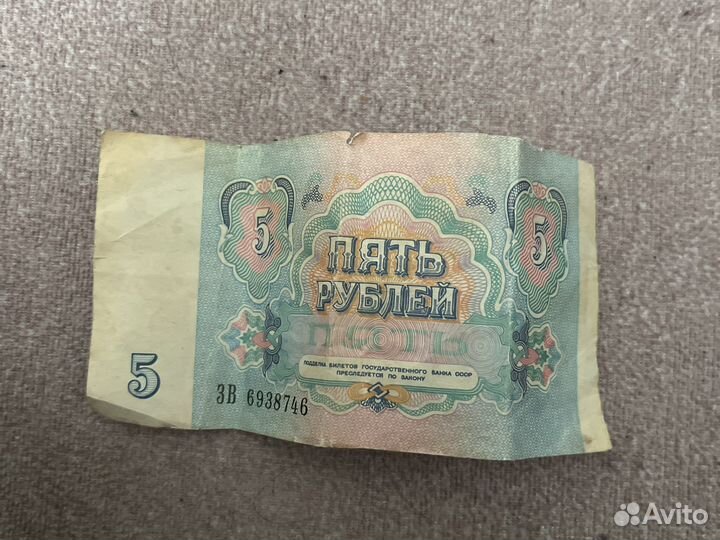 5
5
ПЯТЬ
РУБЛЕЙ
ПОДДЕЛКА БИЛЕТОВ ГОСУДАРСТВЕННОГО БАНКА СССР
ПРЕСЛЕДУЕТСЯ ПО ЗАКОНУ
5
ЗВ 6938746
Avito